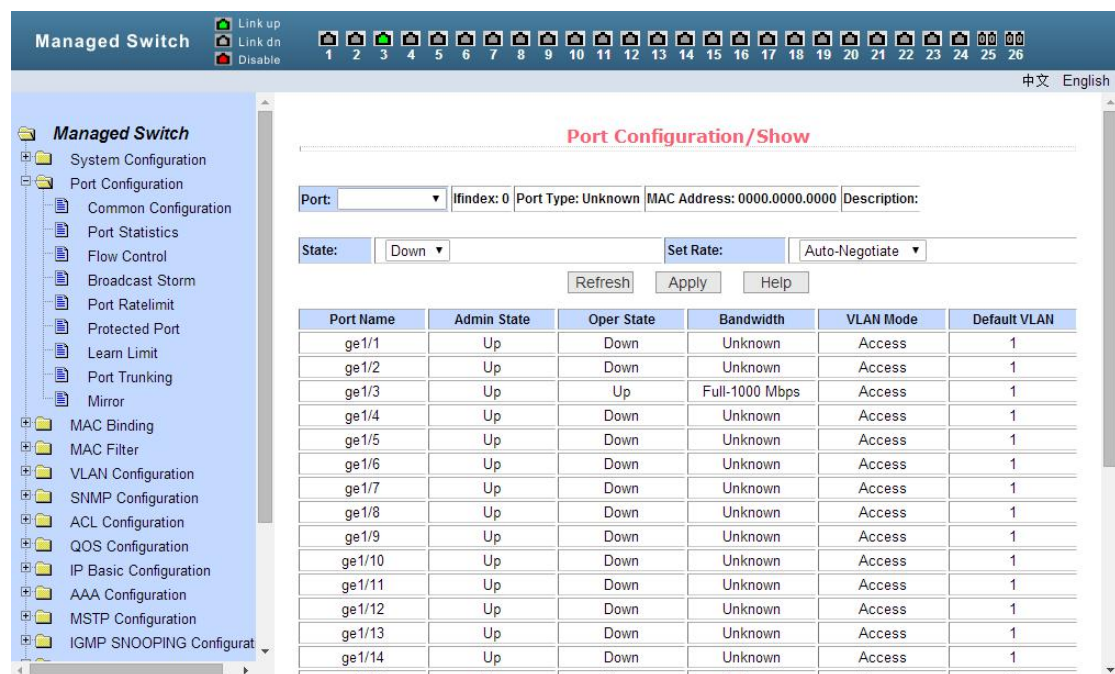 Managed Switch
Link up
Link dn
Disable
1 2 3 4 5 6 7 8 9 10 11 12 13 14 15 16 17 18 19 20 21 22 23 24 25 26
中文 English
Managed Switch
System Configuration
Port Configuration
Common Configuration
Port Statistics
Flow Control
Broadcast Storm
Port Ratelimit
Protected Port
Learn Limit
Port Trunking
Mirror
MAC Binding
MAC Filter
VLAN Configuration
SNMP Configuration
ACL Configuration
QOS Configuration
IP Basic Configuration
AAA Configuration
MSTP Configuration
IGMP SNOOPING Configurat
Port Configuration/Show
Port: Ifindex: 0 Port Type: Unknown MAC Address: 0000.0000.0000 Description:
State: Down Set Rate: Auto-Negotiate
Refresh Apply Help
Port Name Admin State Oper State Bandwidth VLAN Mode Default VLAN
ge1/1 Up Down Unknown Access 1
ge1/2 Up Down Unknown Access 1
ge1/3 Up Up Full-1000 Mbps Access 1
ge1/4 Up Down Unknown Access 1
ge1/5 Up Down Unknown Access 1
ge1/6 Up Down Unknown Access 1
ge1/7 Up Down Unknown Access 1
ge1/8 Up Down Unknown Access 1
ge1/9 Up Down Unknown Access 1
ge1/10 Up Down Unknown Access 1
ge1/11 Up Down Unknown Access 1
ge1/12 Up Down Unknown Access 1
ge1/13 Up Down Unknown Access 1
ge1/14 Up Down Unknown Access 1